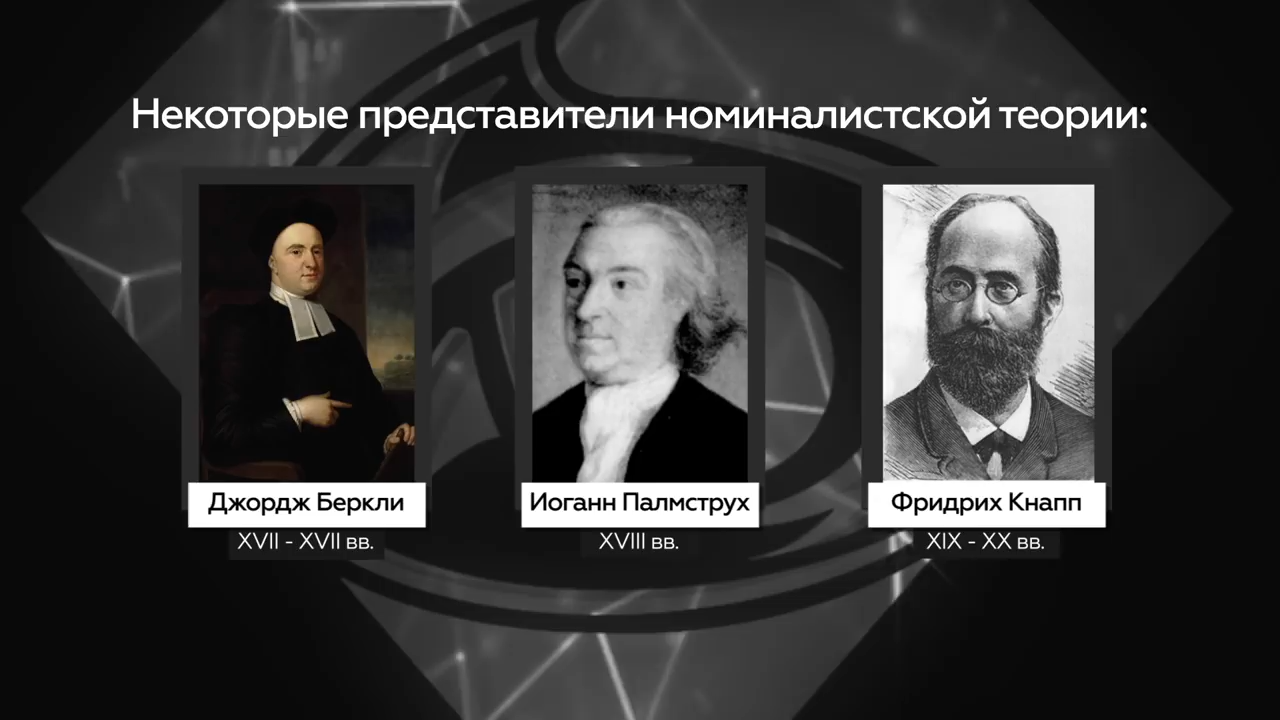 Некоторые представители номиналистской теории:
Джордж Беркли
XVII - XVII вв.
Иоганн Палмструх
XVIII вв.
Фридрих Кнапп
XIX - XX вв.